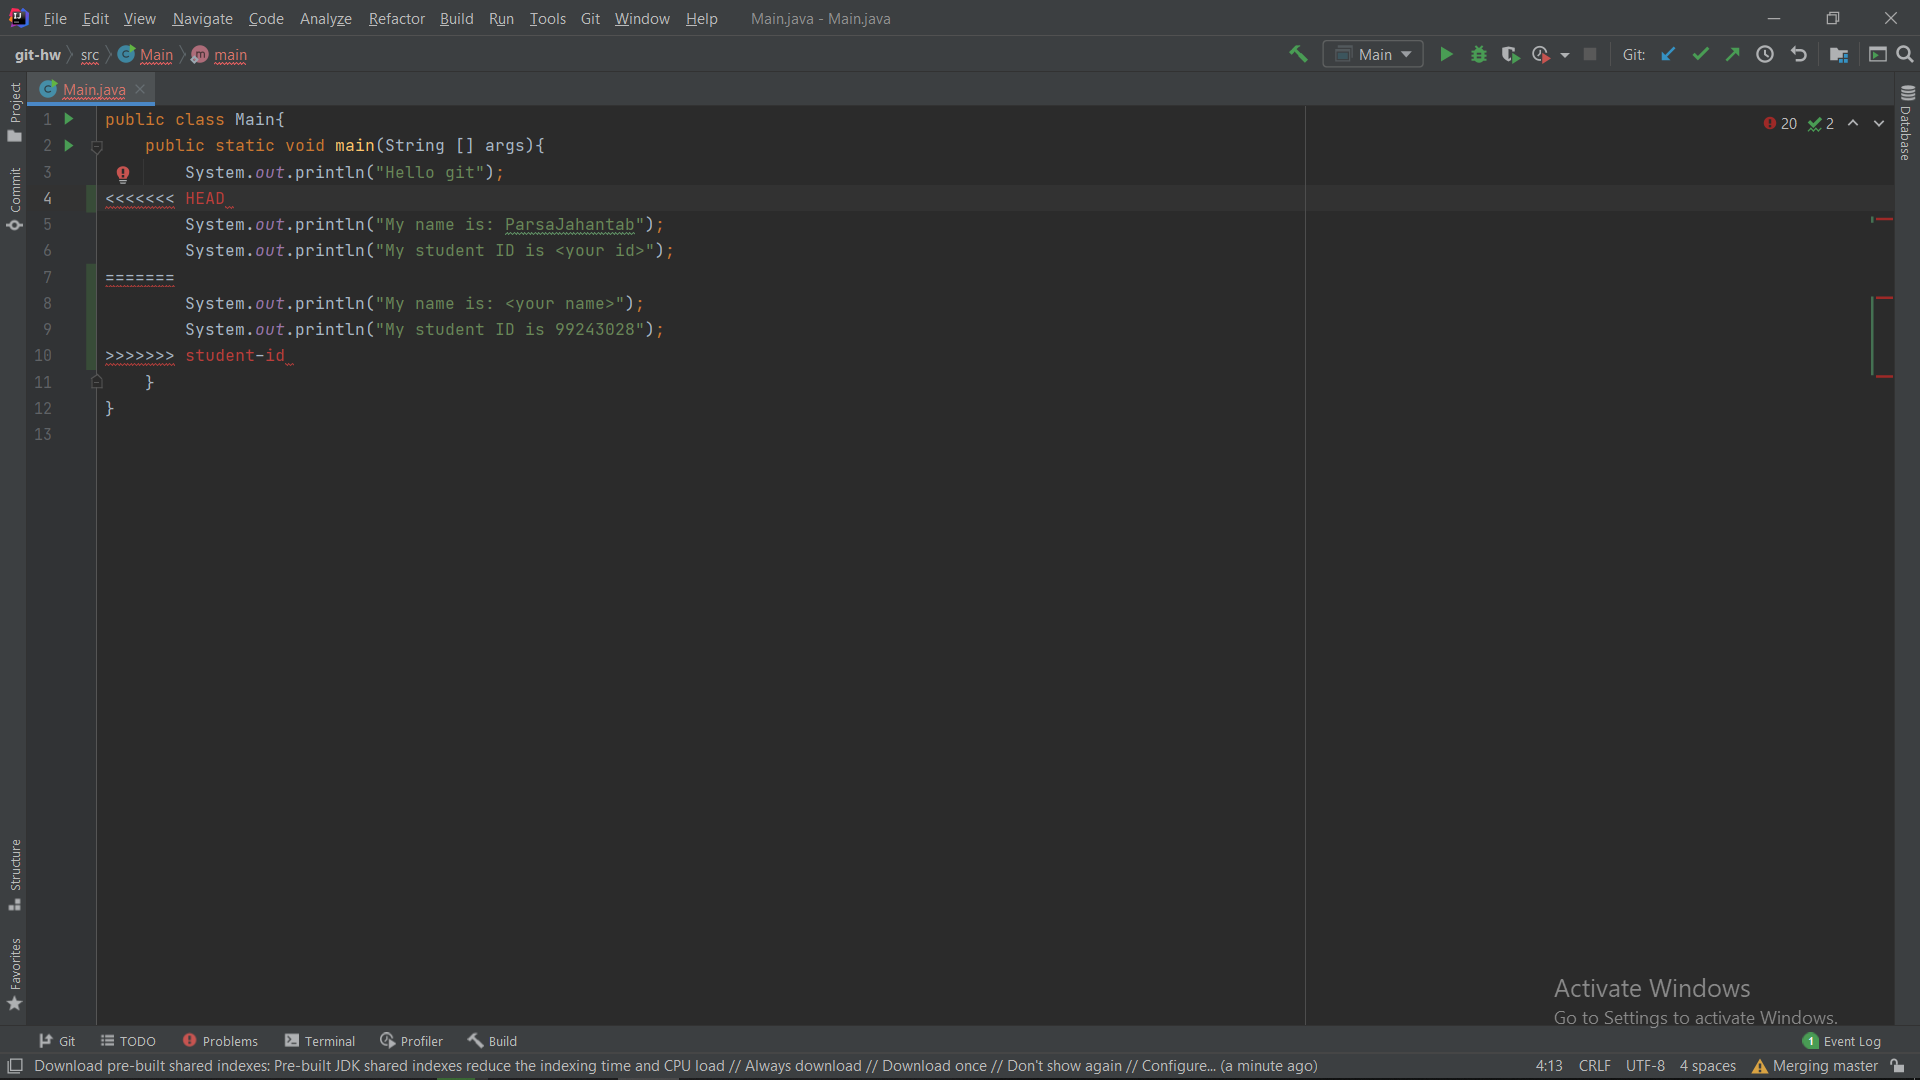 File Edit View Navigate Code Analyze Refactor Build Run Tools Git Window Help Main.java - Main.java
git-hw src Main main Main Git:
Project
Commit
Structure
Favorites
Main.java
20 2
Database
1 public class Main{
2 public static void main(String [] args){
3 System.out.println("Hello git");
4 <<<<<<< HEAD
5 System.out.println("My name is: ParsaJahantab");
6 System.out.println("My student ID is <your id>");
7 =======
8 System.out.println("My name is: <your name>");
9 System.out.println("My student ID is 99243028");
10 >>>>>>> student-id
11 }
12 }
13
Activate Windows
Go to Settings to activate Windows.
Git TODO Problems Terminal Profiler Build 1 Event Log
Download pre-built shared indexes: Pre-built JDK shared indexes reduce the indexing time and CPU load // Always download // Download once // Don't show again // Configure... (a minute ago) 4:13 CRLF UTF-8 4 spaces Merging master